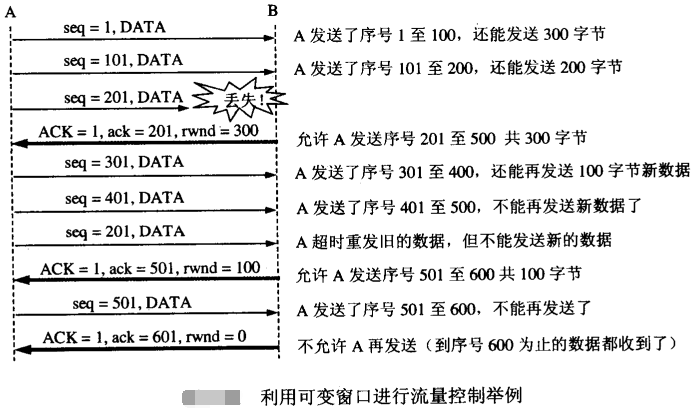 A B
seq = 1, DATA A 发送了序号 1 至 100，还能发送 300 字节
seq = 101, DATA A 发送了序号 101 至 200，还能发送 200 字节
seq = 201, DATA 丢失！
ACK = 1, ack = 201, rwnd = 300 允许 A 发送序号 201 至 500 共 300 字节
seq = 301, DATA A 发送了序号 301 至 400，还能再发送 100 字节新数据
seq = 401, DATA A 发送了序号 401 至 500，不能再发送新数据了
seq = 201, DATA A 超时重发旧的数据，但不能发送新的数据
ACK = 1, ack = 501, rwnd = 100 允许 A 发送序号 501 至 600 共 100 字节
seq = 501, DATA A 发送了序号 501 至 600，不能再发送了
ACK = 1, ack = 601, rwnd = 0 不允许 A 再发送（到序号 600 为止的数据都收到了）
利用可变窗口进行流量控制举例